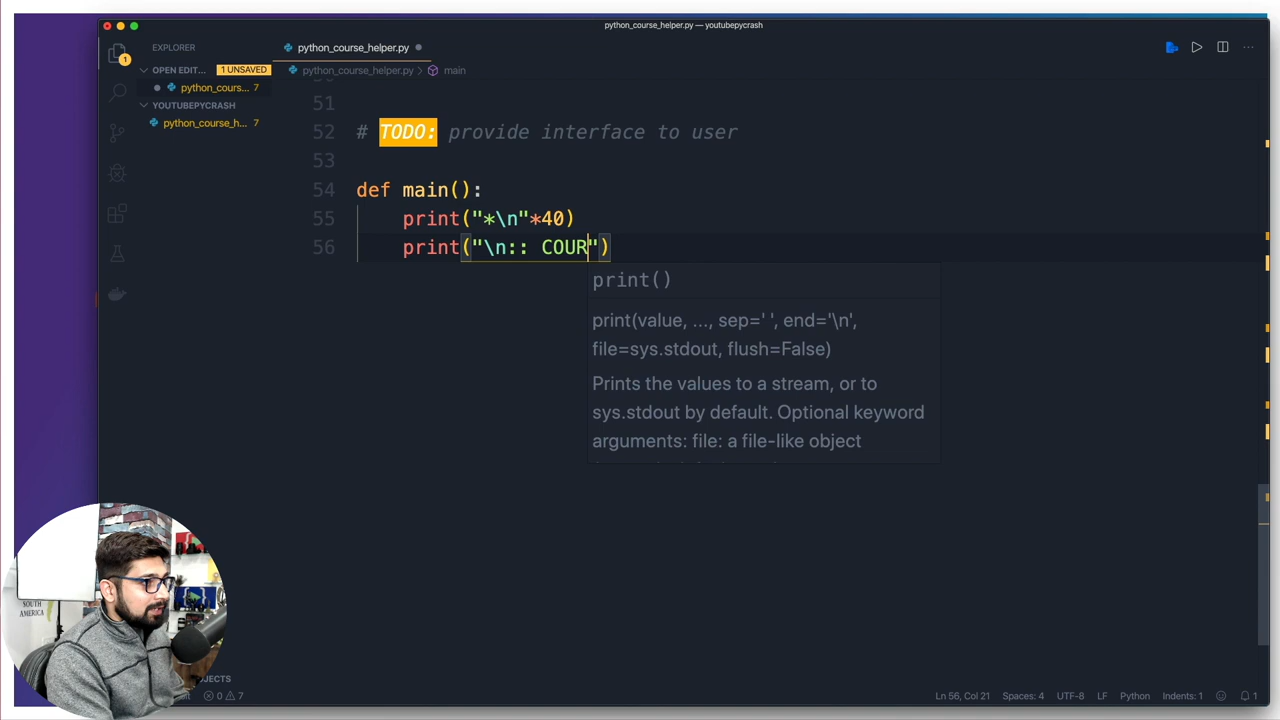 python_course_helper.py — youtubepycrash
EXPLORER
python_course_helper.py
OPEN EDIT... 1 UNSAVED
python_course_helper.py > main
python_cours... 7
YOUTUBEPYCRASH
python_course_h... 7
1
51
52 # TODO: provide interface to user
53
54 def main():
55 print("*\n"*40)
56 print("\n:: COUR")
print()
print(value, ..., sep=' ', end='\n',
file=sys.stdout, flush=False)
Prints the values to a stream, or to
sys.stdout by default. Optional keyword
arguments: file: a file-like object
SOUTH
AMERICA
JECTS
0 7
Ln 56, Col 21 Spaces: 4 UTF-8 LF Python Indents: 1 1